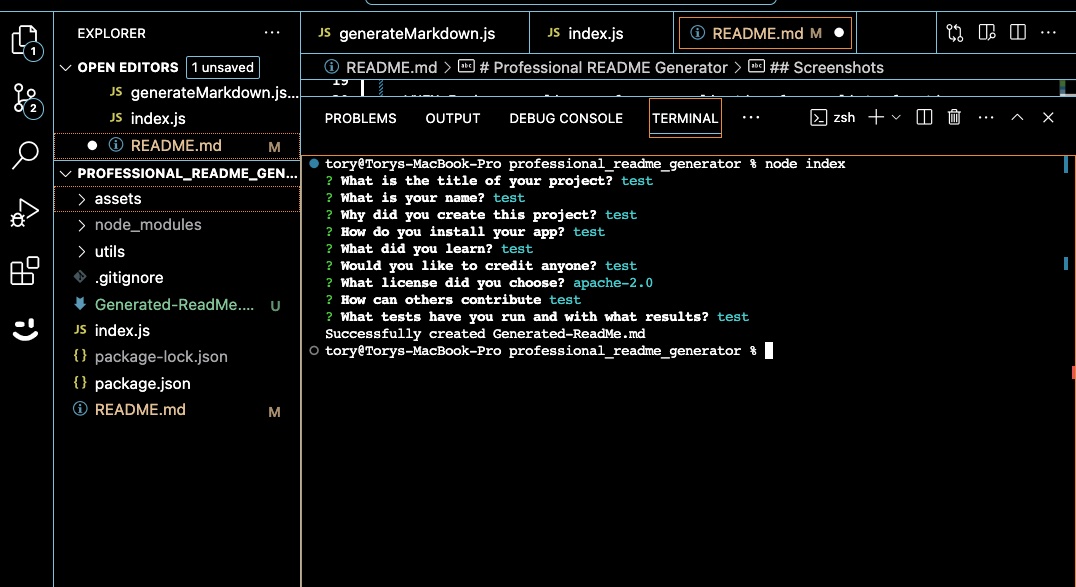 EXPLORER
OPEN EDITORS 1 unsaved
JS generateMarkdown.js...
JS index.js
README.md M
PROFESSIONAL_README_GEN...
assets
node_modules
utils
.gitignore
Generated-ReadMe.... U
JS index.js
{} package-lock.json
{} package.json
README.md M
1
2
JS generateMarkdown.js
JS index.js
README.md M
README.md > # Professional README Generator > ## Screenshots
19
PROBLEMS OUTPUT DEBUG CONSOLE TERMINAL ... zsh
tory@Torys-MacBook-Pro professional_readme_generator % node index
? What is the title of your project? test
? What is your name? test
? Why did you create this project? test
? How do you install your app? test
? What did you learn? test
? Would you like to credit anyone? test
? What license did you choose? apache-2.0
? How can others contribute test
? What tests have you run and with what results? test
Successfully created Generated-ReadMe.md
tory@Torys-MacBook-Pro professional_readme_generator %